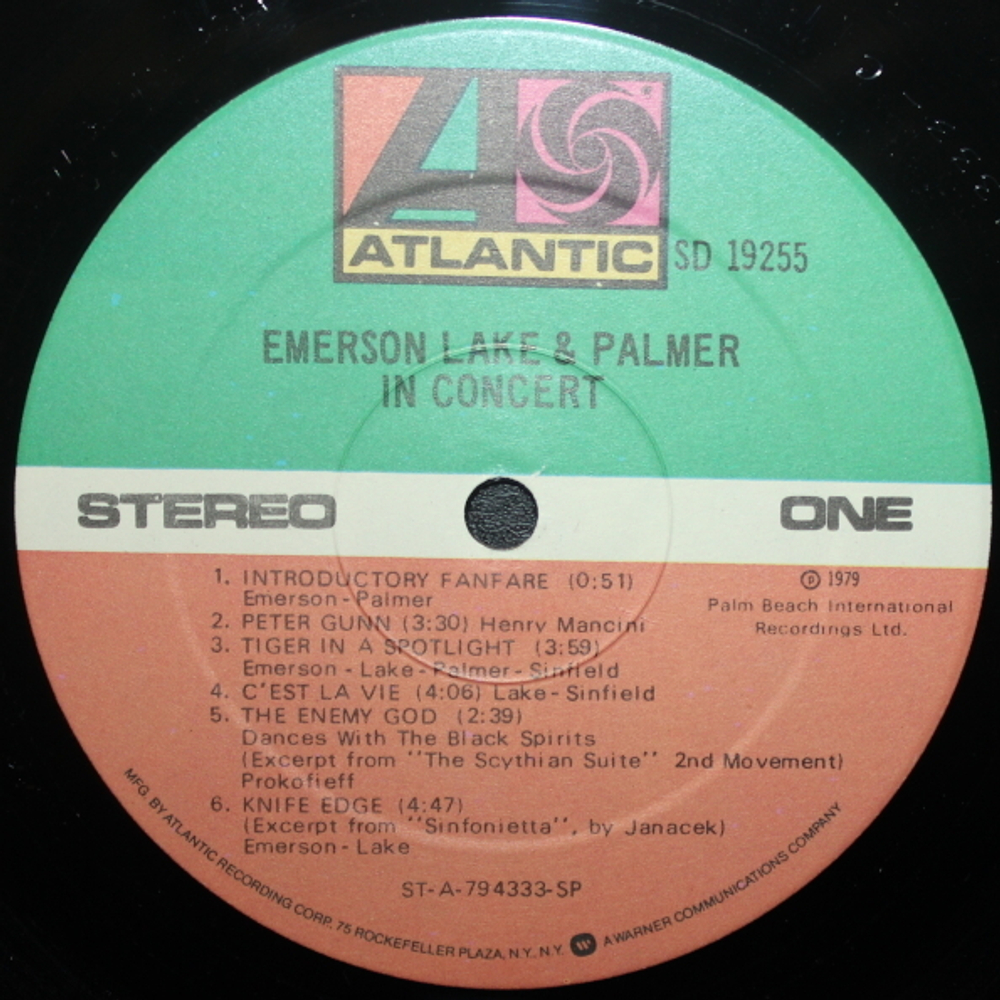 ATLANTIC
SD 19255
EMERSON LAKE & PALMER
IN CONCERT
STEREO
ONE
1. INTRODUCTORY FANFARE (0:51)
Emerson-Palmer
2. PETER GUNN (3:30) Henry Mancini
3. TIGER IN A SPOTLIGHT (3:59)
Emerson-Lake-Palmer-Sinfield
4. C'EST LA VIE (4:06) Lake-Sinfield
5. THE ENEMY GOD (2:39)
Dances With The Black Spirits
(Excerpt from "The Scythian Suite" 2nd Movement)
Prokofieff
6. KNIFE EDGE (4:47)
(Excerpt from "Sinfonietta", by Janacek)
Emerson-Lake
℗ 1979
Palm Beach International
Recordings Ltd.
ST-A-794333-SP
MFG. BY ATLANTIC RECORDING CORP. 75 ROCKEFELLER PLAZA, N.Y. N.Y. A WARNER COMMUNICATIONS COMPANY